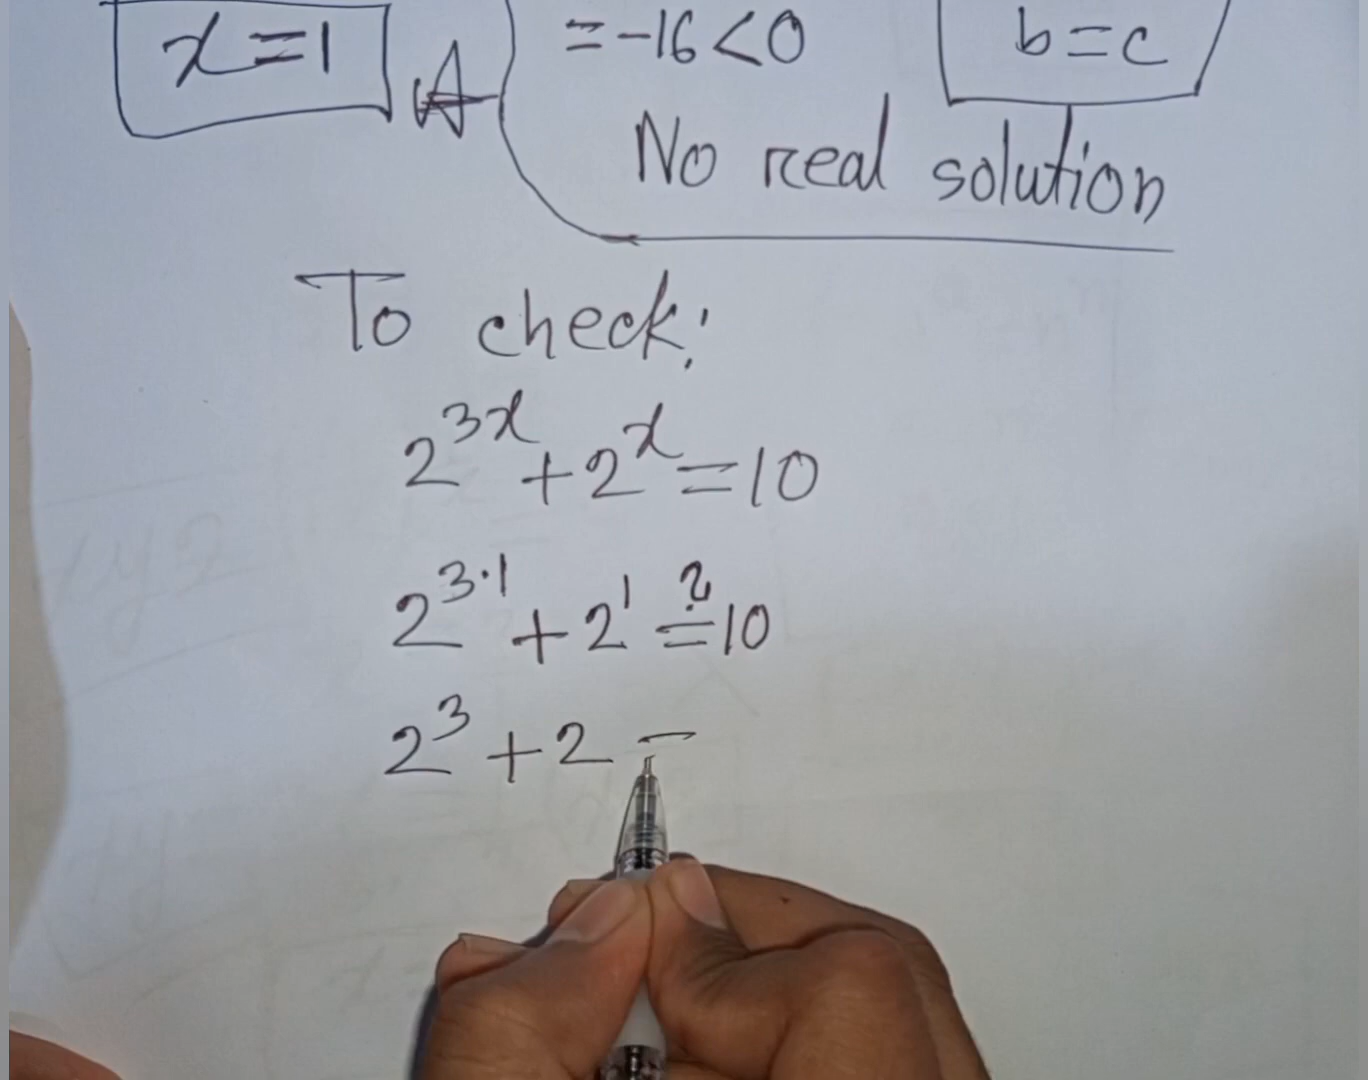 x=1
=-16<0
b=c
No real solution
To check:
2^{3x}+2^x=10
2^{3·1}+2^1 ≟10
2^3+2